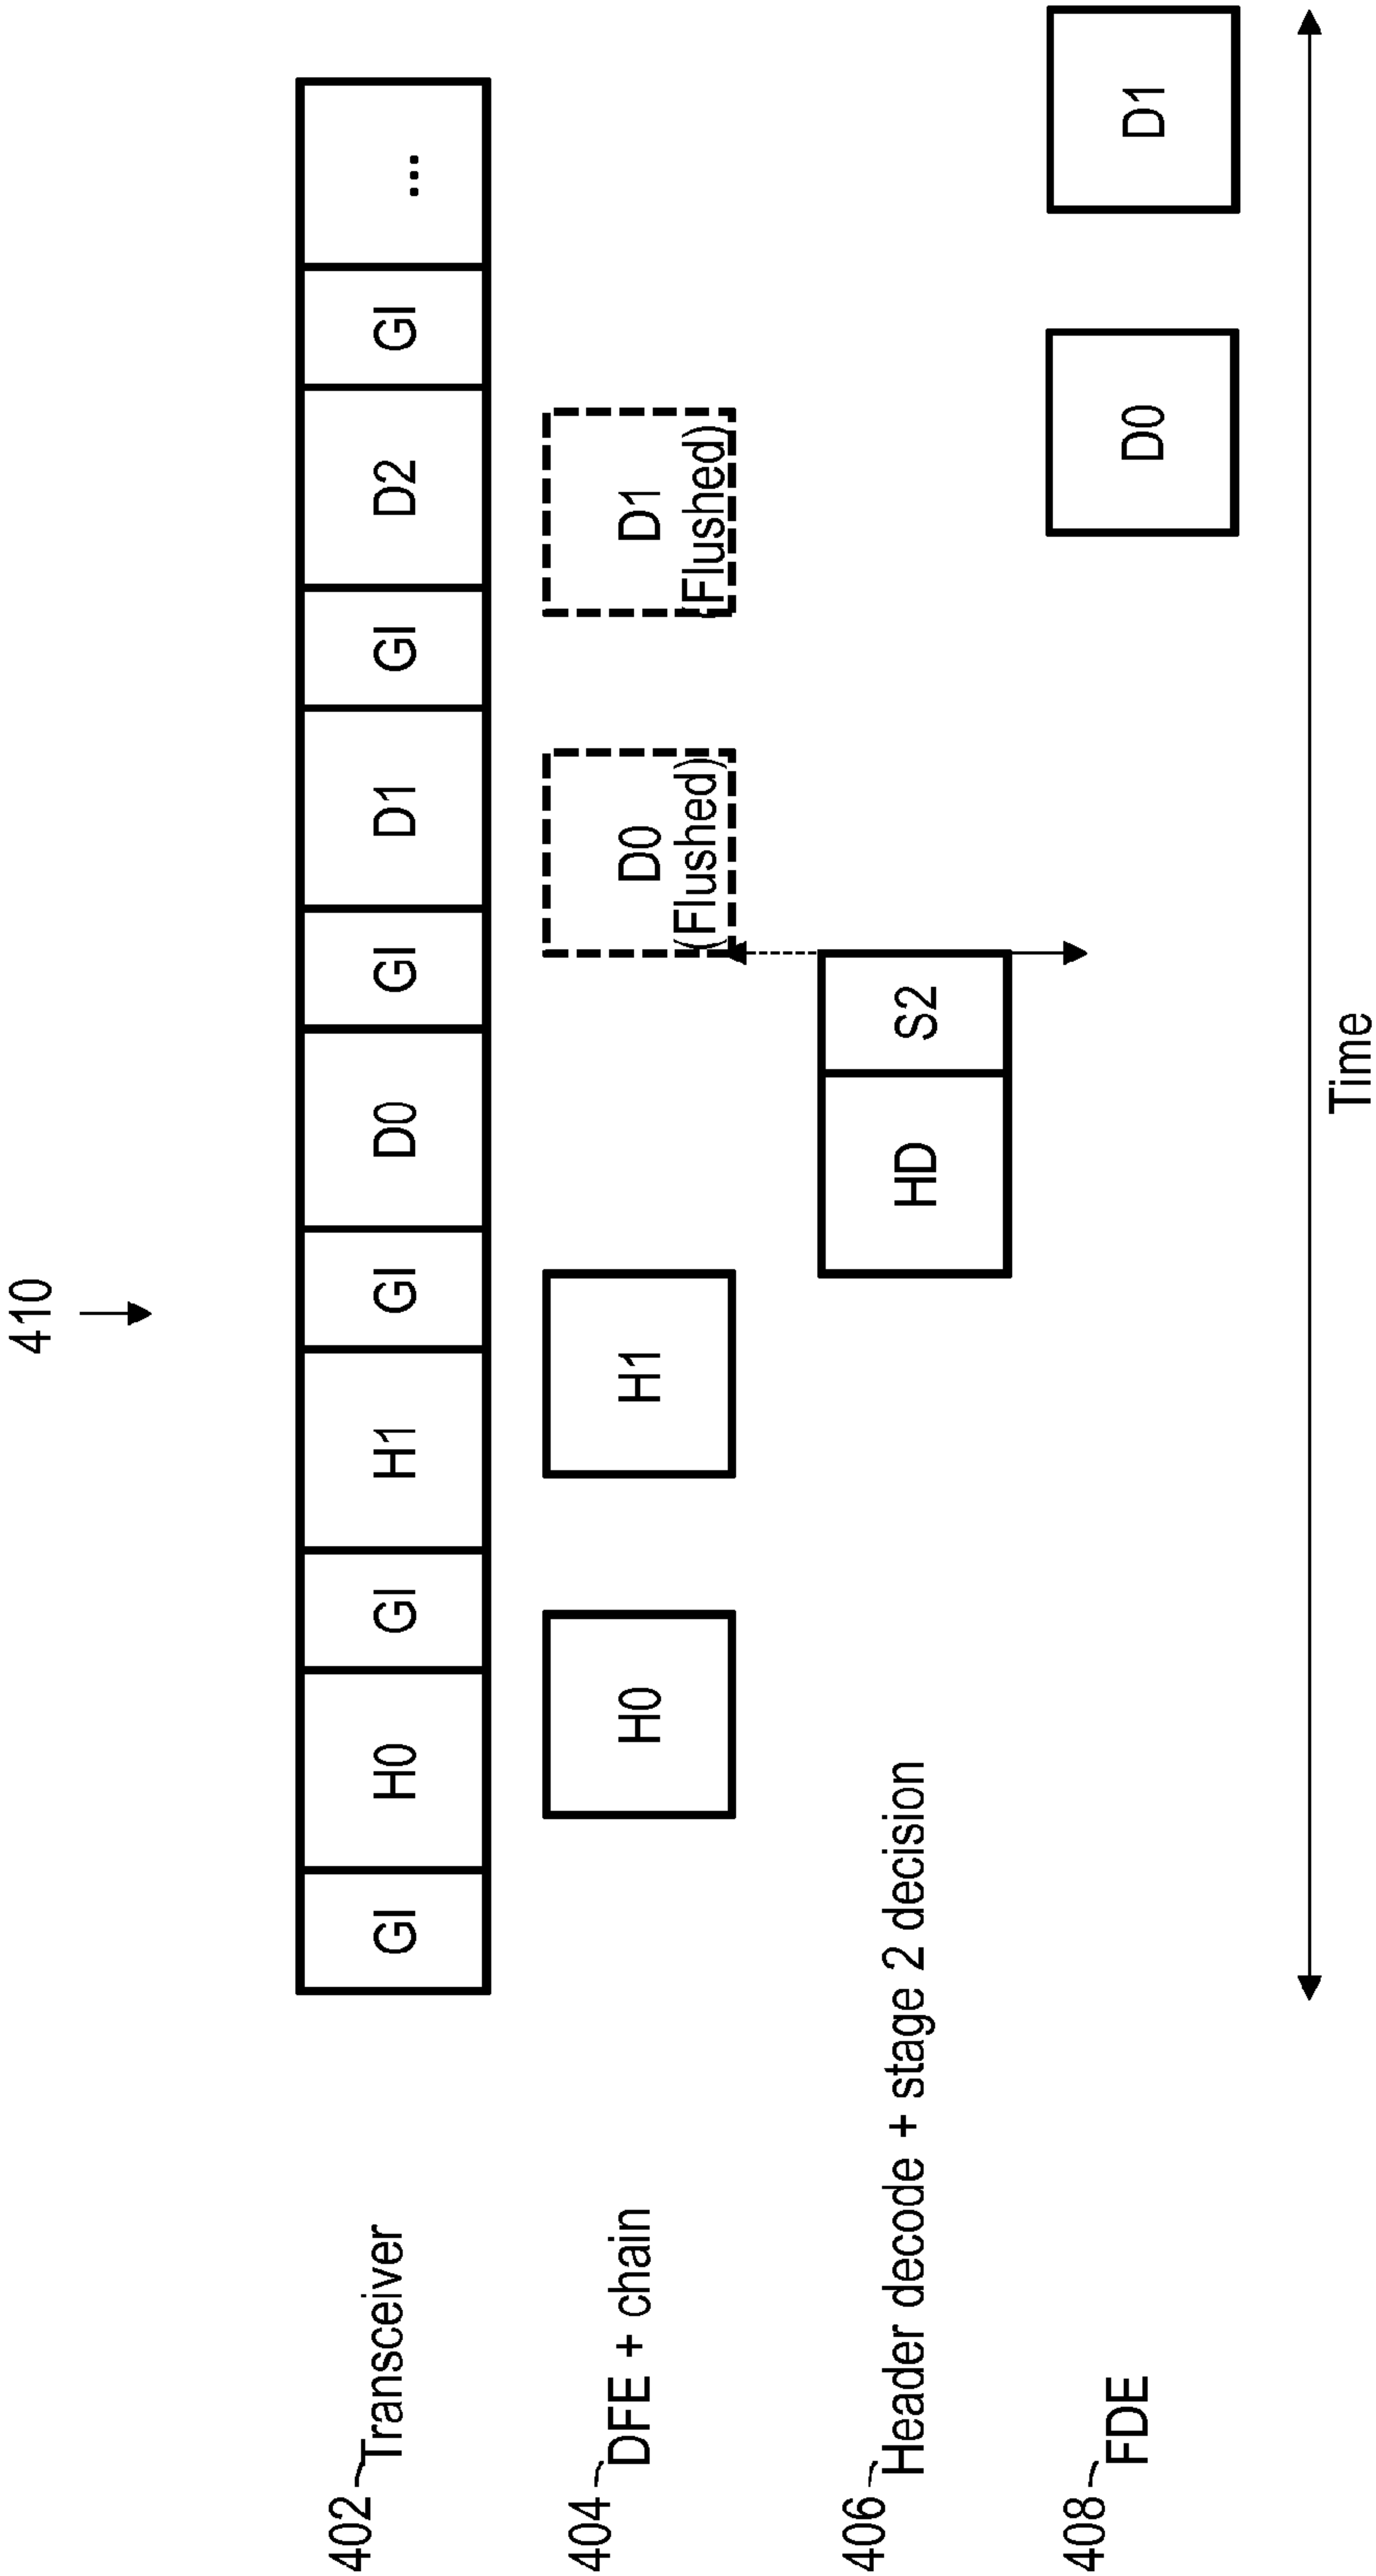 410
402 Transceiver
GI H0 GI H1 GI D0 GI D1 GI D2 GI ...
404 DFE + chain
H0 H1 D0 D1
(Flushed) (Flushed)
406 Header decode + stage 2 decision
HD S2
408 FDE
D0 D1
Time